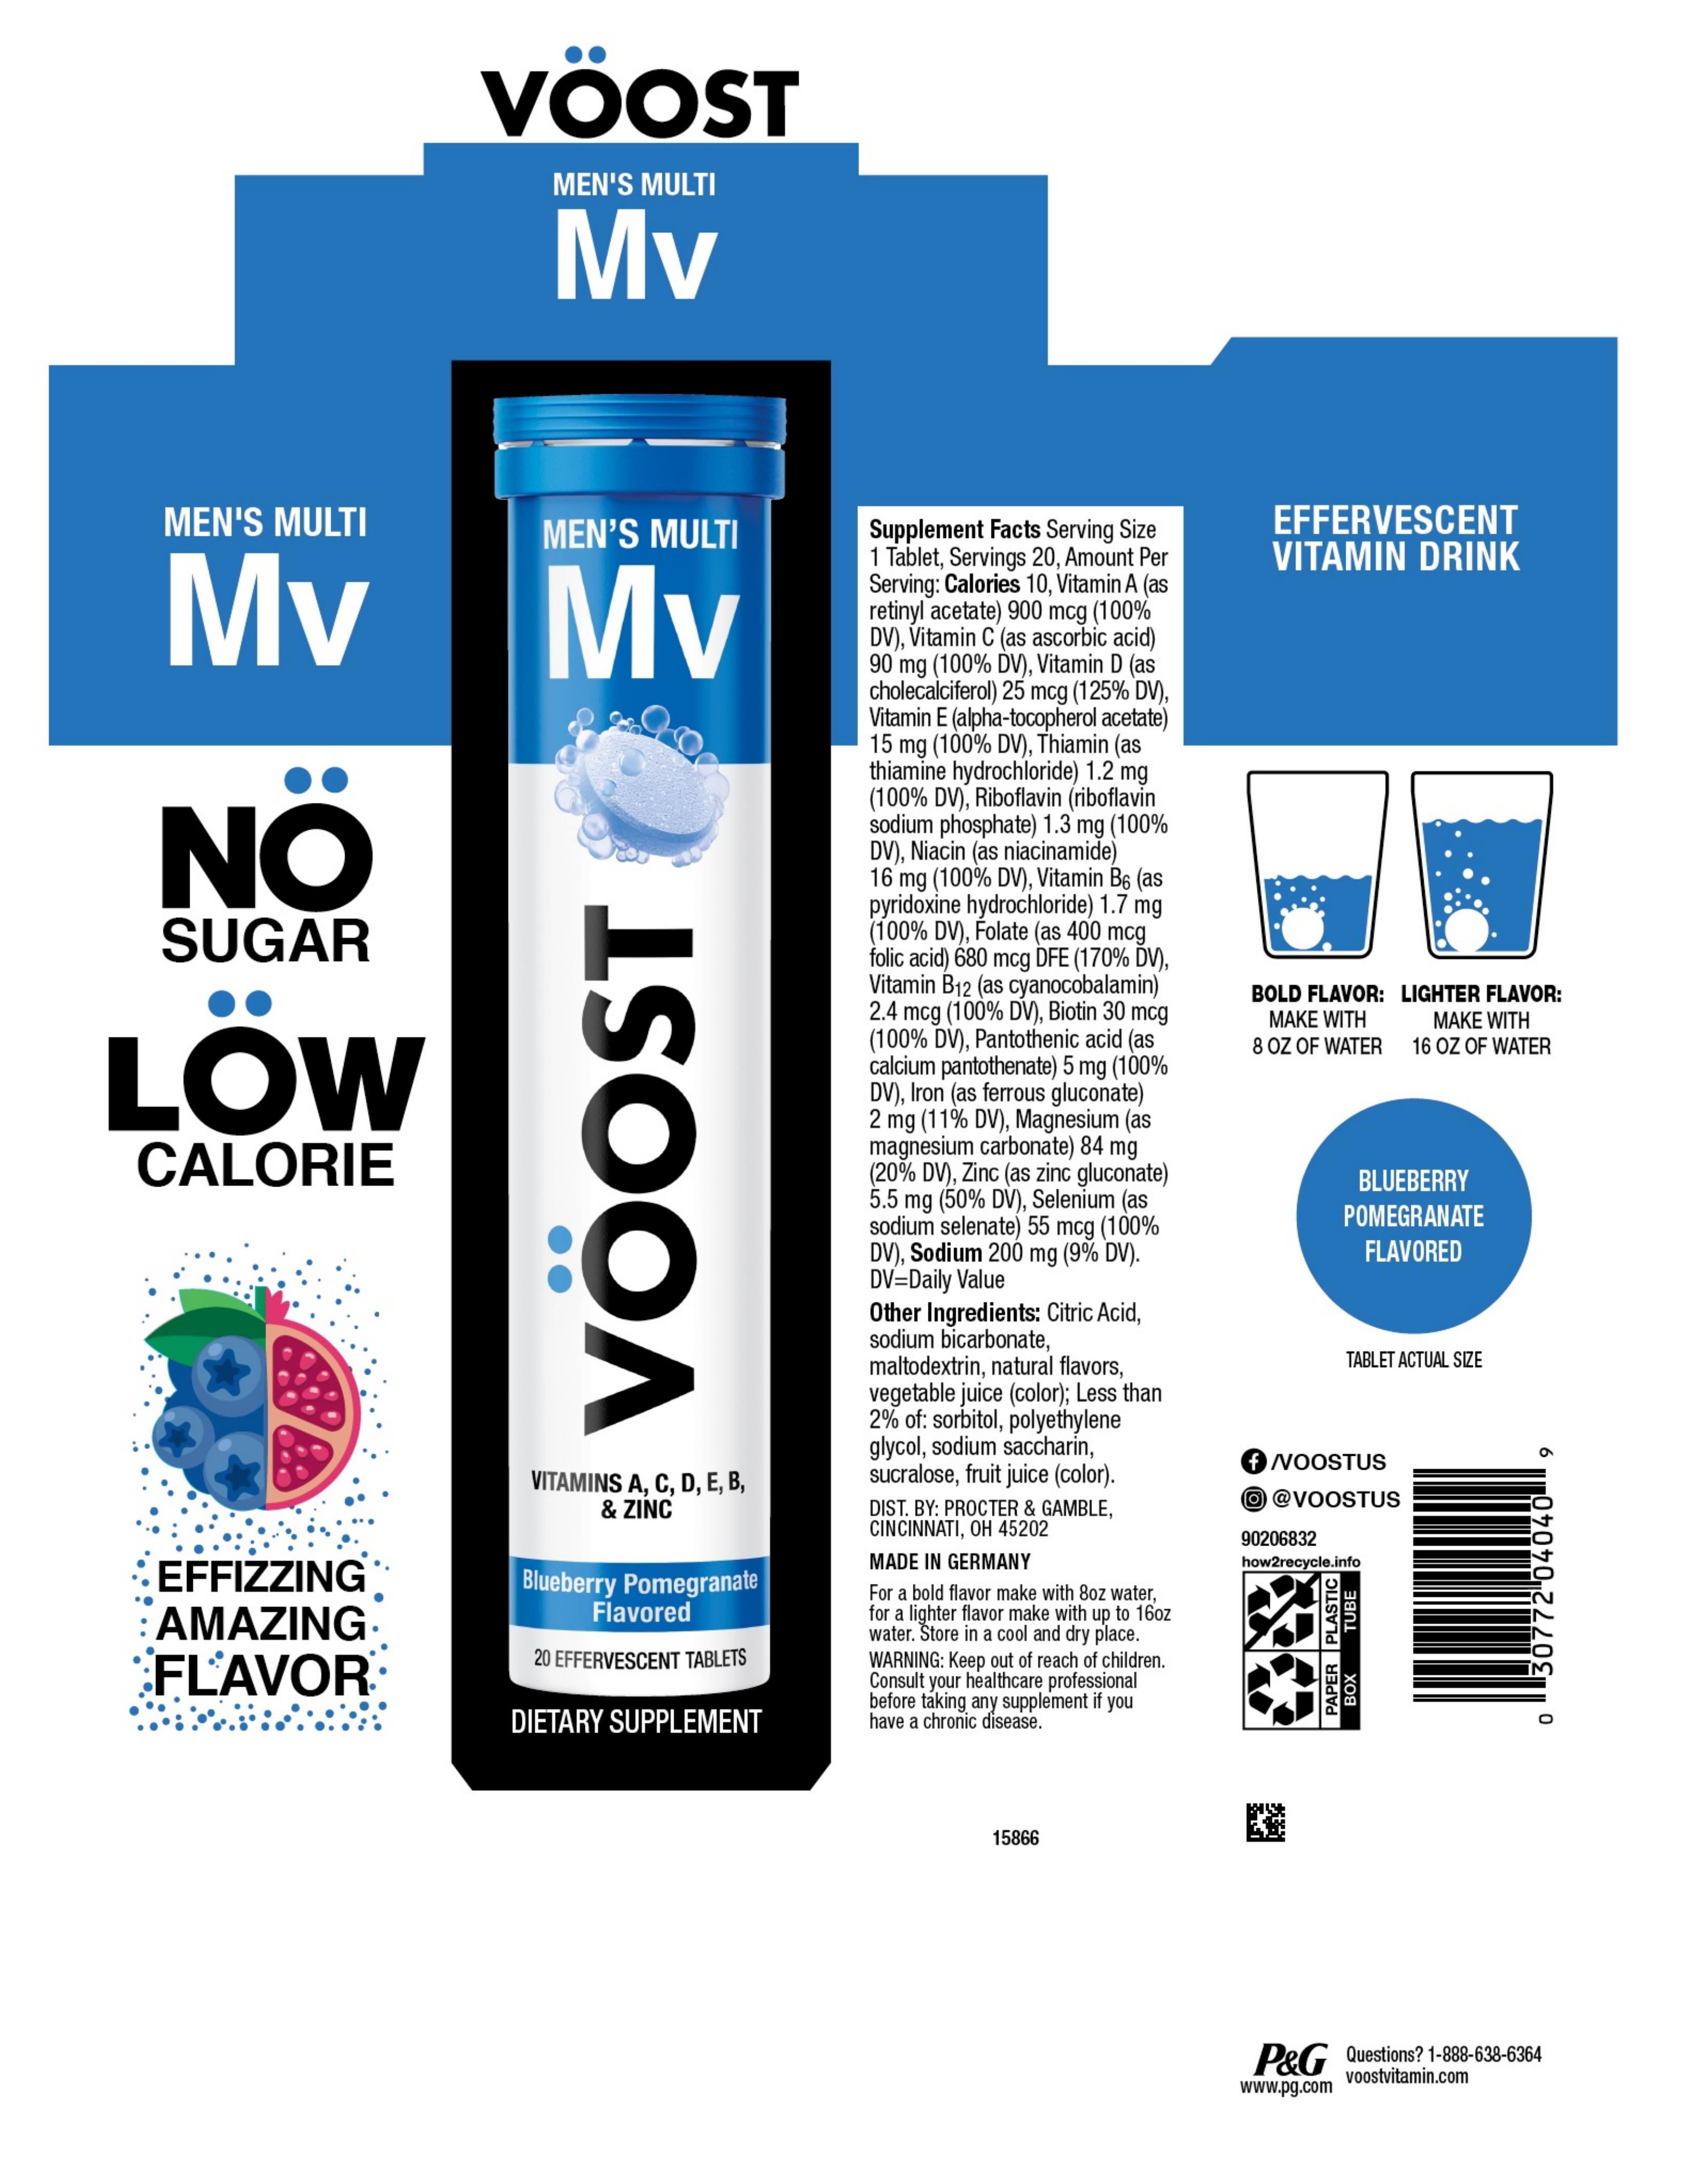 VÖOST
MEN'S MULTI
Mv
MEN'S MULTI
Mv
NÖ
SUGAR
LÖW
CALORIE
EFFIZZING
AMAZING
FLAVOR
MEN'S MULTI
Mv
VÖOST
VITAMINS A, C, D, E, B,
& ZINC
Blueberry Pomegranate
Flavored
20 EFFERVESCENT TABLETS
DIETARY SUPPLEMENT
Supplement Facts Serving Size
1 Tablet, Servings 20, Amount Per
Serving: Calories 10, Vitamin A (as
retinyl acetate) 900 mcg (100%
DV), Vitamin C (as ascorbic acid)
90 mg (100% DV), Vitamin D (as
cholecalciferol) 25 mcg (125% DV),
Vitamin E (alpha-tocopherol acetate)
15 mg (100% DV), Thiamin (as
thiamine hydrochloride) 1.2 mg
(100% DV), Riboflavin (riboflavin
sodium phosphate) 1.3 mg (100%
DV), Niacin (as niacinamide)
16 mg (100% DV), Vitamin B6 (as
pyridoxine hydrochloride) 1.7 mg
(100% DV), Folate (as 400 mcg
folic acid) 680 mcg DFE (170% DV),
Vitamin B12 (as cyanocobalamin)
2.4 mcg (100% DV), Biotin 30 mcg
(100% DV), Pantothenic acid (as
calcium pantothenate) 5 mg (100%
DV), Iron (as ferrous gluconate)
2 mg (11% DV), Magnesium (as
magnesium carbonate) 84 mg
(20% DV), Zinc (as zinc gluconate)
5.5 mg (50% DV), Selenium (as
sodium selenate) 55 mcg (100%
DV), Sodium 200 mg (9% DV).
DV=Daily Value
Other Ingredients: Citric Acid,
sodium bicarbonate,
maltodextrin, natural flavors,
vegetable juice (color); Less than
2% of: sorbitol, polyethylene
glycol, sodium saccharin,
sucralose, fruit juice (color).
DIST. BY: PROCTER & GAMBLE,
CINCINNATI, OH 45202
MADE IN GERMANY
For a bold flavor make with 8oz water,
for a lighter flavor make with up to 16oz
water. Store in a cool and dry place.
WARNING: Keep out of reach of children.
Consult your healthcare professional
before taking any supplement if you
have a chronic disease.
15866
EFFERVESCENT
VITAMIN DRINK
BOLD FLAVOR:
MAKE WITH
8 OZ OF WATER
LIGHTER FLAVOR:
MAKE WITH
16 OZ OF WATER
BLUEBERRY
POMEGRANATE
FLAVORED
TABLET ACTUAL SIZE
/VOOSTUS
@VOOSTUS
90206832
how2recycle.info
PLASTIC
TUBE
PAPER
BOX
0 30772 04040 9
P&G
www.pg.com
Questions? 1-888-638-6364
voostvitamin.com